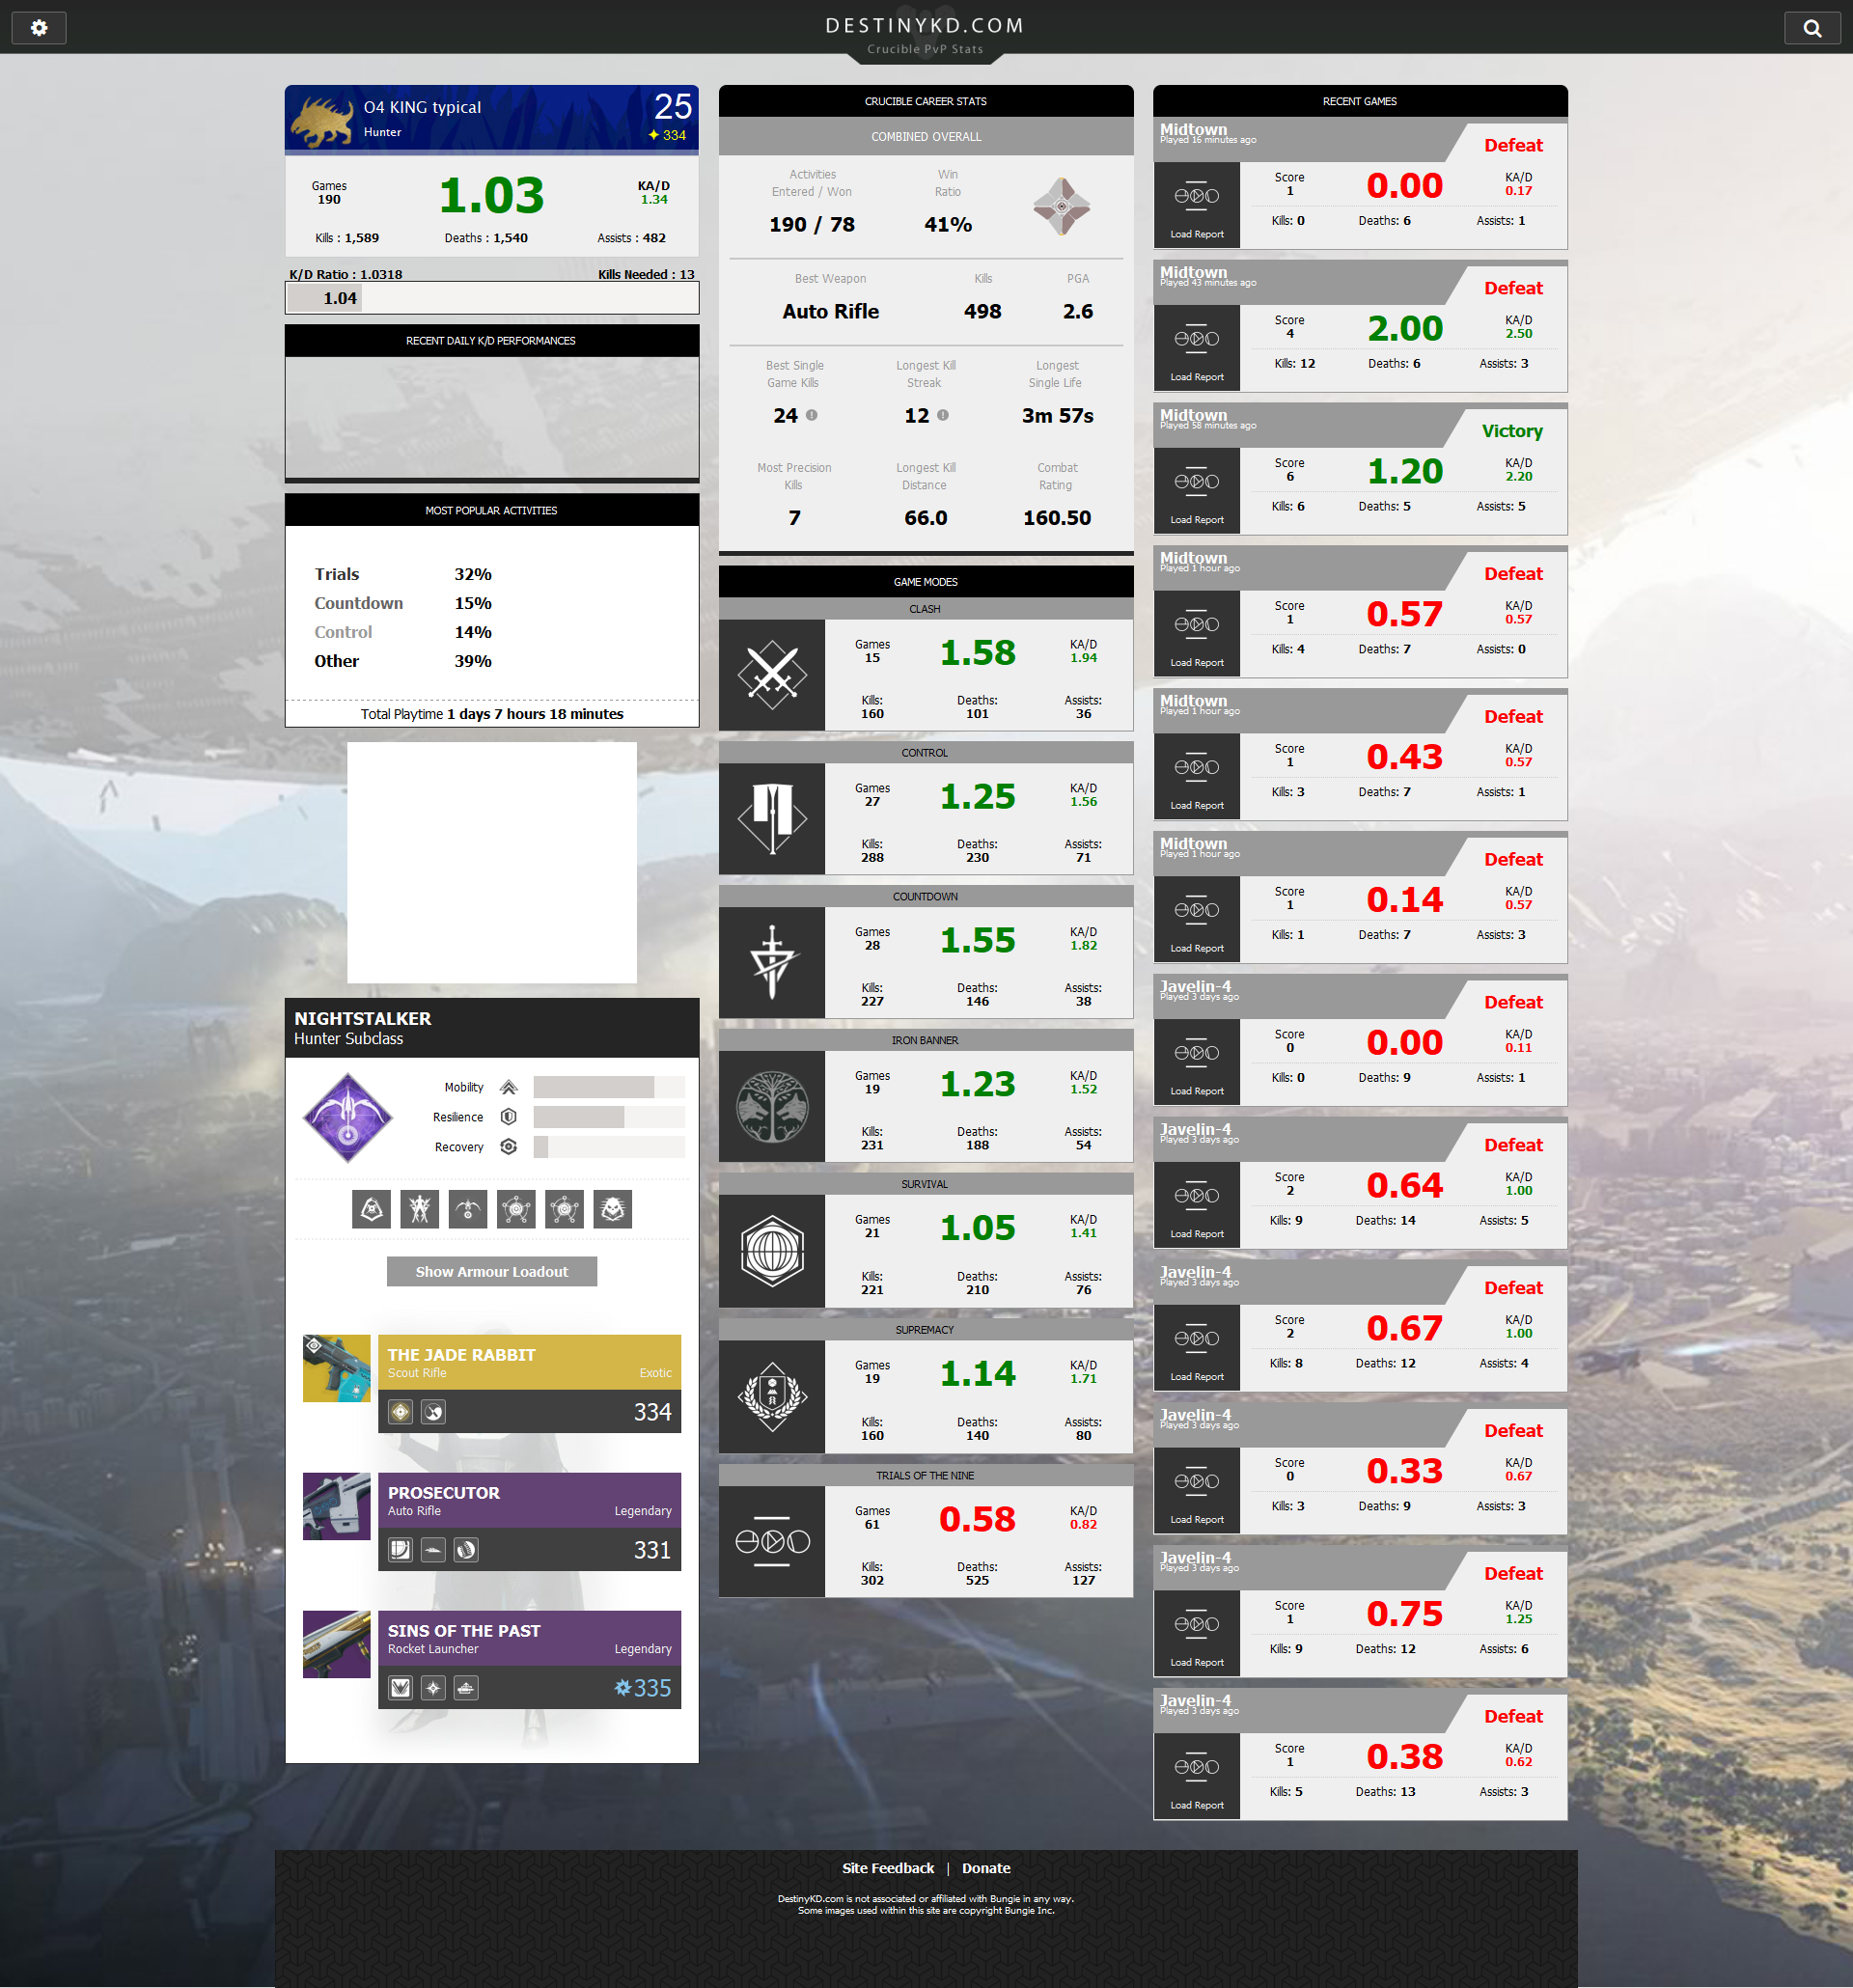 DESTINYKD.COM
Crucible PvP Stats
O4 KING typical
25
Hunter
334
Games
190
1.03
KA/D
1.34
Kills : 1,589
Deaths : 1,540
Assists : 482
K/D Ratio : 1.0318
Kills Needed : 13
1.04
RECENT DAILY K/D PERFORMANCES
MOST POPULAR ACTIVITIES
Trials 32%
Countdown 15%
Control 14%
Other 39%
Total Playtime 1 days 7 hours 18 minutes
NIGHTSTALKER
Hunter Subclass
Mobility
Resilience
Recovery
Show Armour Loadout
THE JADE RABBIT
Scout Rifle Exotic
334
PROSECUTOR
Auto Rifle Legendary
331
SINS OF THE PAST
Rocket Launcher Legendary
335
CRUCIBLE CAREER STATS
COMBINED OVERALL
Activities
Entered / Won
Win
Ratio
190 / 78
41%
Best Weapon Kills PGA
Auto Rifle 498 2.6
Best Single
Game Kills
Longest Kill
Streak
Longest
Single Life
24 12 3m 57s
Most Precision
Kills
Longest Kill
Distance
Combat
Rating
7 66.0 160.50
GAME MODES
CLASH
Games
15
1.58
KA/D
1.94
Kills:
160
Deaths:
101
Assists:
36
CONTROL
Games
27
1.25
KA/D
1.56
Kills:
288
Deaths:
230
Assists:
71
COUNTDOWN
Games
28
1.55
KA/D
1.82
Kills:
227
Deaths:
146
Assists:
38
IRON BANNER
Games
19
1.23
KA/D
1.52
Kills:
231
Deaths:
188
Assists:
54
SURVIVAL
Games
21
1.05
KA/D
1.41
Kills:
221
Deaths:
210
Assists:
76
SUPREMACY
Games
19
1.14
KA/D
1.71
Kills:
160
Deaths:
140
Assists:
80
TRIALS OF THE NINE
Games
61
0.58
KA/D
0.82
Kills:
302
Deaths:
525
Assists:
127
RECENT GAMES
Midtown
Played 16 minutes ago
Defeat
Score
1
0.00
KA/D
0.17
Kills: 0 Deaths: 6 Assists: 1
Load Report
Midtown
Played 43 minutes ago
Defeat
Score
4
2.00
KA/D
2.50
Kills: 12 Deaths: 6 Assists: 3
Load Report
Midtown
Played 58 minutes ago
Victory
Score
6
1.20
KA/D
2.20
Kills: 6 Deaths: 5 Assists: 5
Load Report
Midtown
Played 1 hour ago
Defeat
Score
1
0.57
KA/D
0.57
Kills: 4 Deaths: 7 Assists: 0
Load Report
Midtown
Played 1 hour ago
Defeat
Score
1
0.43
KA/D
0.57
Kills: 3 Deaths: 7 Assists: 1
Load Report
Midtown
Played 1 hour ago
Defeat
Score
1
0.14
KA/D
0.57
Kills: 1 Deaths: 7 Assists: 3
Load Report
Javelin-4
Played 3 days ago
Defeat
Score
0
0.00
KA/D
0.11
Kills: 0 Deaths: 9 Assists: 1
Load Report
Javelin-4
Played 3 days ago
Defeat
Score
2
0.64
KA/D
1.00
Kills: 9 Deaths: 14 Assists: 5
Load Report
Javelin-4
Played 3 days ago
Defeat
Score
2
0.67
KA/D
1.00
Kills: 8 Deaths: 12 Assists: 4
Load Report
Javelin-4
Played 3 days ago
Defeat
Score
0
0.33
KA/D
0.67
Kills: 3 Deaths: 9 Assists: 3
Load Report
Javelin-4
Played 3 days ago
Defeat
Score
1
0.75
KA/D
1.25
Kills: 9 Deaths: 12 Assists: 6
Load Report
Javelin-4
Played 3 days ago
Defeat
Score
1
0.38
KA/D
0.62
Kills: 5 Deaths: 13 Assists: 3
Load Report
Site Feedback | Donate
DestinyKD.com is not associated or affiliated with Bungie in any way.
Some images used within this site are copyright Bungie Inc.